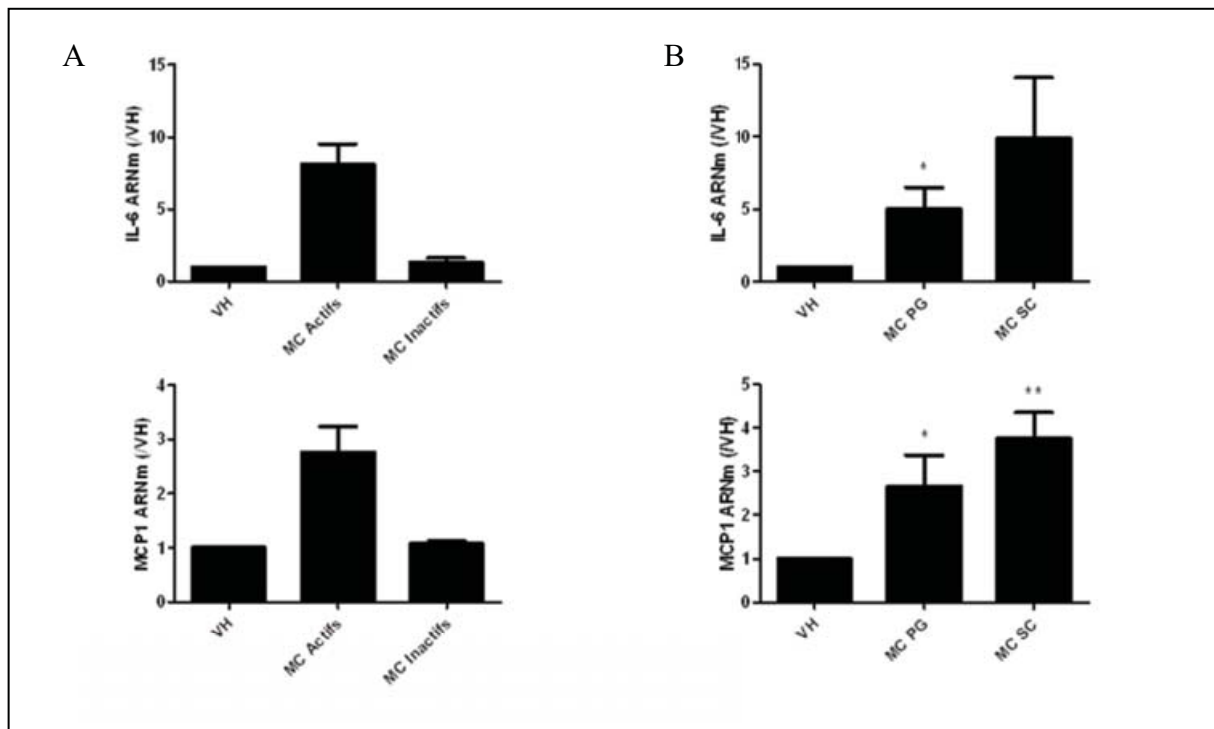 A
IL-6 ARNm (/VH)
15
10
5
0
VH
MC Actifs
MC Inactifs
MCP1 ARNm (/VH)
4
3
2
1
0
VH
MC Actifs
MC Inactifs
B
IL-6 ARNm (/VH)
15
10
5
0
*
VH
MC PG
MC SC
MCP1 ARNm (/VH)
5
4
3
2
1
0
*
**
VH
MC PG
MC SC